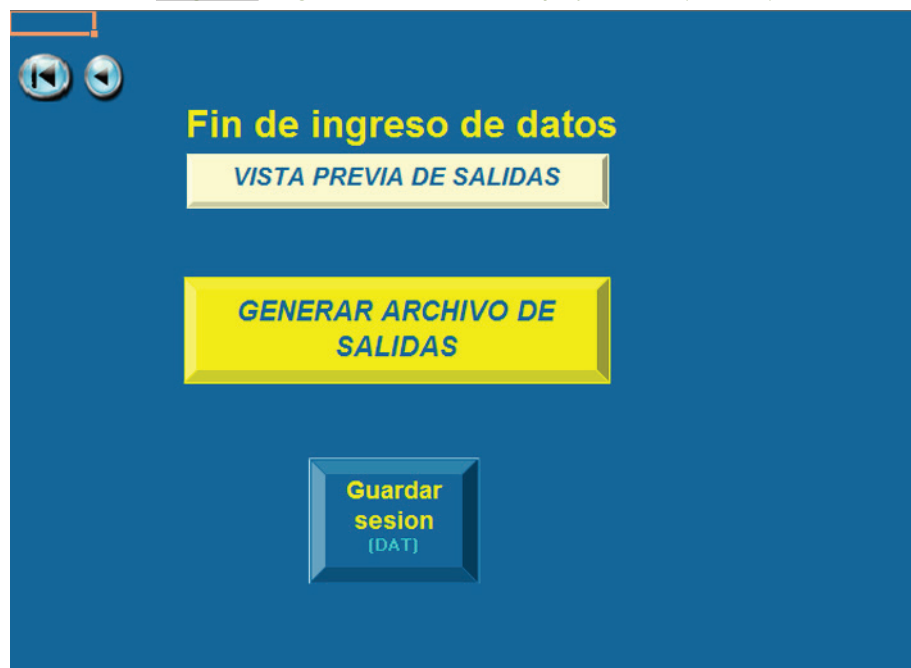 Fin de ingreso de datos
VISTA PREVIA DE SALIDAS
GENERAR ARCHIVO DE
SALIDAS
Guardar
sesion
(DAT)